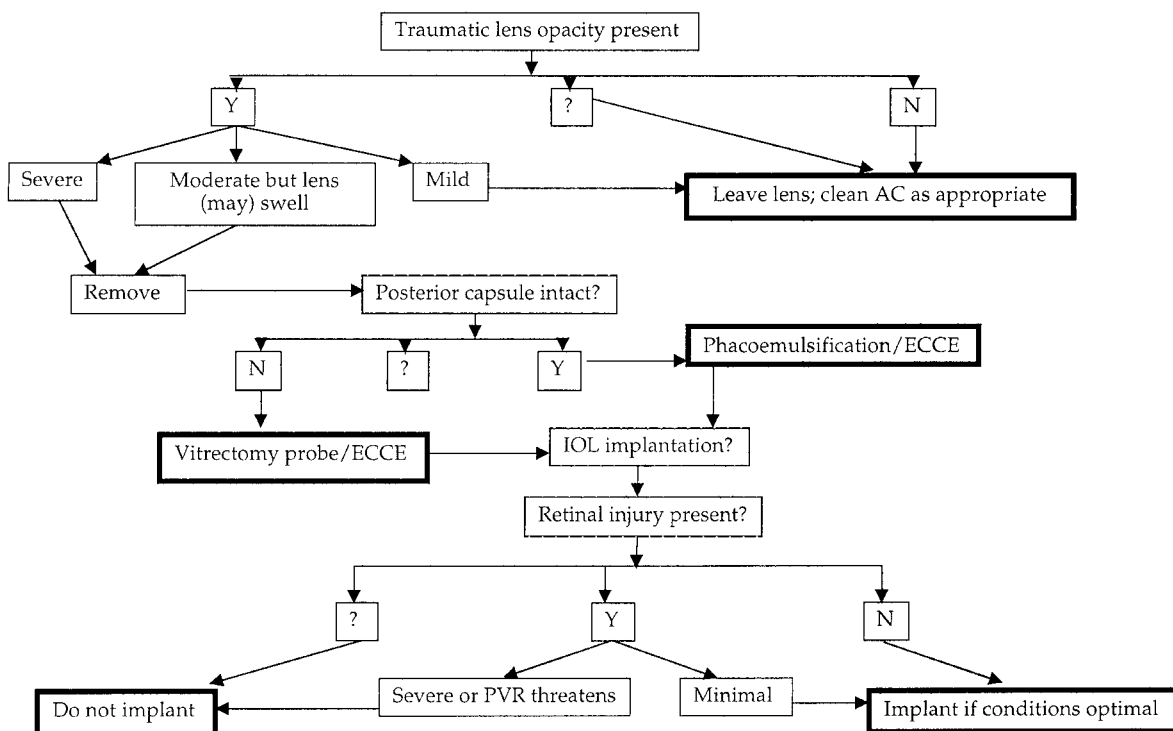 Traumatic lens opacity present
Y
?
N
Severe
Moderate but lens
(may) swell
Mild
Leave lens; clean AC as appropriate
Remove
Posterior capsule intact?
N
?
Y
Phacoemulsification/ECCE
Vitrectomy probe/ECCE
IOL implantation?
Retinal injury present?
?
Y
N
Do not implant
Severe or PVR threatens
Minimal
Implant if conditions optimal